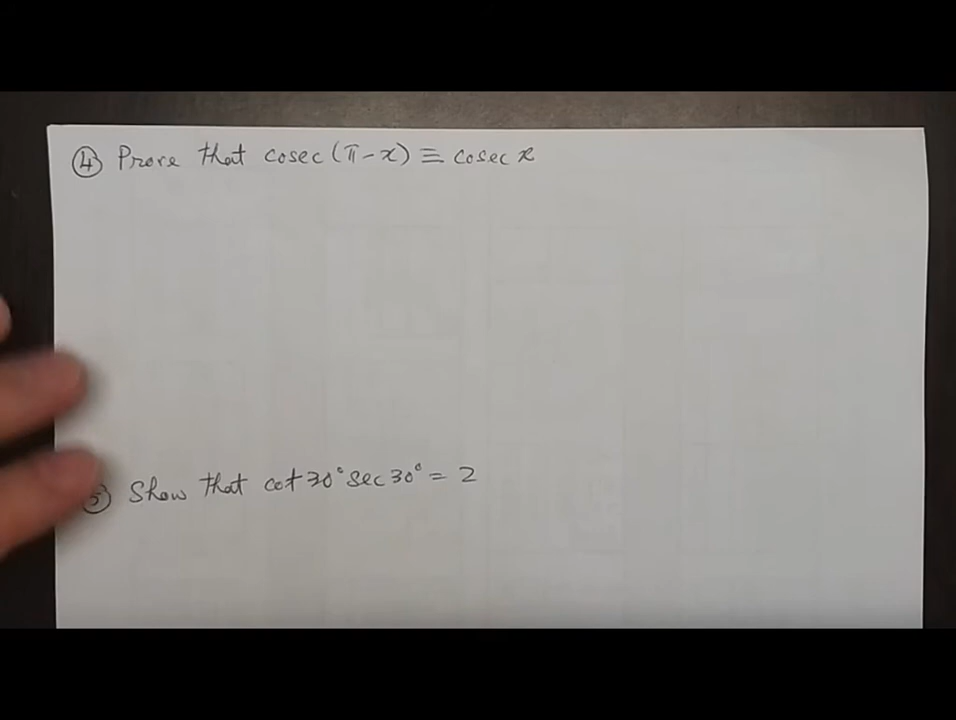 ④ Prove that cosec (π - x) ≡ cosec x
⑤ Show that cot 30° sec 30° = 2